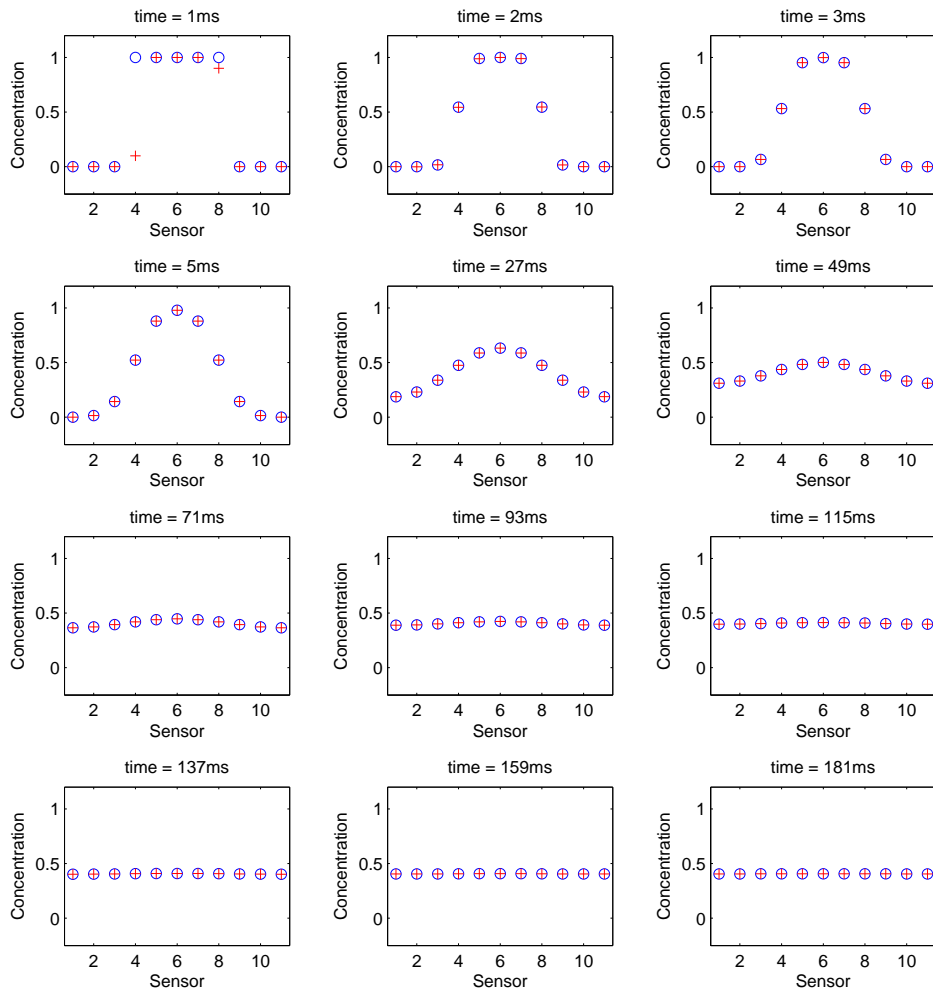 time = 1ms
Concentration
1
0.5
0
2 4 6 8 10
Sensor
time = 2ms
Concentration
1
0.5
0
2 4 6 8 10
Sensor
time = 3ms
Concentration
1
0.5
0
2 4 6 8 10
Sensor
time = 5ms
Concentration
1
0.5
0
2 4 6 8 10
Sensor
time = 27ms
Concentration
1
0.5
0
2 4 6 8 10
Sensor
time = 49ms
Concentration
1
0.5
0
2 4 6 8 10
Sensor
time = 71ms
Concentration
1
0.5
0
2 4 6 8 10
Sensor
time = 93ms
Concentration
1
0.5
0
2 4 6 8 10
Sensor
time = 115ms
Concentration
1
0.5
0
2 4 6 8 10
Sensor
time = 137ms
Concentration
1
0.5
0
2 4 6 8 10
Sensor
time = 159ms
Concentration
1
0.5
0
2 4 6 8 10
Sensor
time = 181ms
Concentration
1
0.5
0
2 4 6 8 10
Sensor